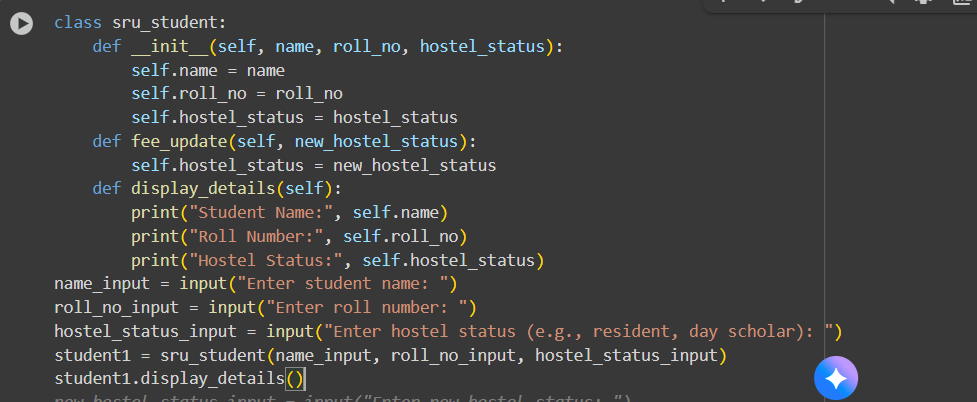 class sru_student:
    def __init__(self, name, roll_no, hostel_status):
        self.name = name
        self.roll_no = roll_no
        self.hostel_status = hostel_status
    def fee_update(self, new_hostel_status):
        self.hostel_status = new_hostel_status
    def display_details(self):
        print("Student Name:", self.name)
        print("Roll Number:", self.roll_no)
        print("Hostel Status:", self.hostel_status)
name_input = input("Enter student name: ")
roll_no_input = input("Enter roll number: ")
hostel_status_input = input("Enter hostel status (e.g., resident, day scholar): ")
student1 = sru_student(name_input, roll_no_input, hostel_status_input)
student1.display_details()
new_hostel_status_input = input("Enter new hostel status: ")